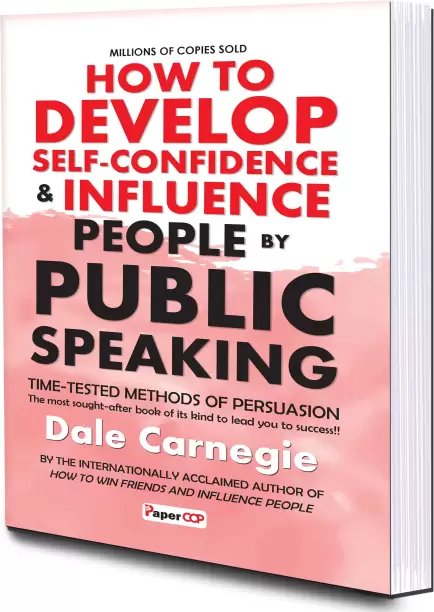 MILLIONS OF COPIES SOLD
HOW TO
DEVELOP
SELF-CONFIDENCE
& INFLUENCE
PEOPLE BY
PUBLIC
SPEAKING
TIME-TESTED METHODS OF PERSUASION
The most sought-after book of its kind to lead you to success!!
Dale Carnegie
BY THE INTERNATIONALLY ACCLAIMED AUTHOR OF
HOW TO WIN FRIENDS AND INFLUENCE PEOPLE
PaperCOP